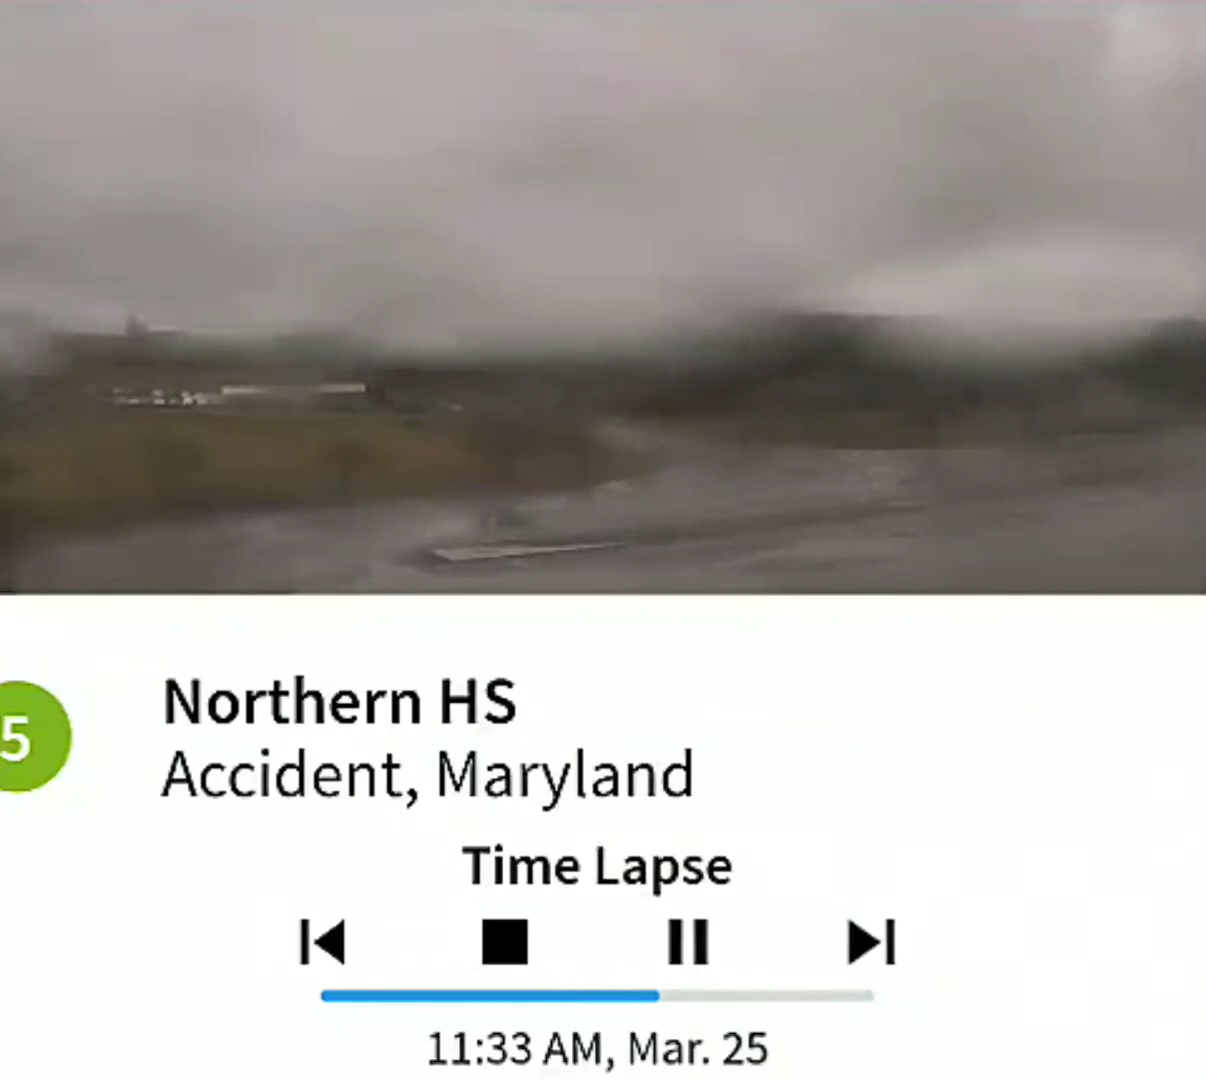 5
Northern HS
Accident, Maryland
Time Lapse
11:33 AM, Mar. 25